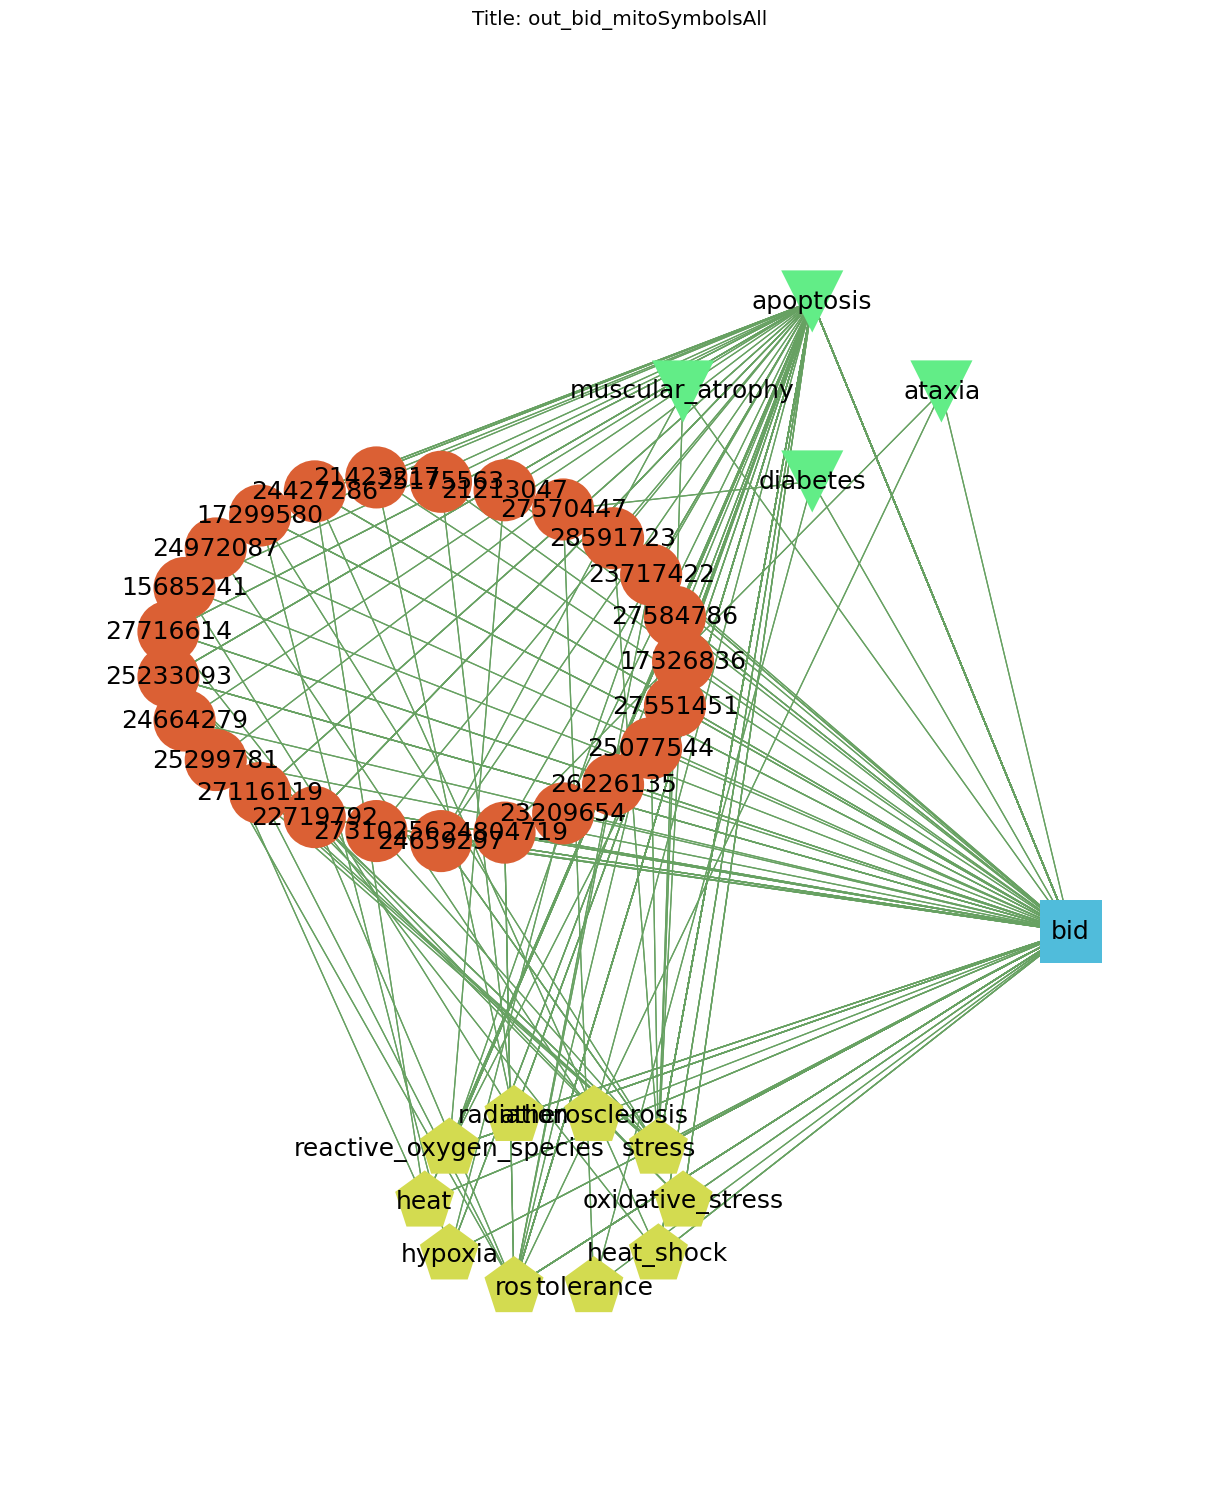 Title: out_bid_mitoSymbolsAll
apoptosis
muscular_atrophy
ataxia
diabetes
21423217
25175563
24427286
21213047
27570447
17299580
28591723
24972087
23717422
15685241
27584786
27716614
17326836
25233093
27551451
24664279
25077544
25299781
26226135
27116119
23209654
22719792
24804719
24659297
bid
radiation
atherosclerosis
reactive_oxygen_species
stress
heat
oxidative_stress
hypoxia
heat_shock
ros
tolerance